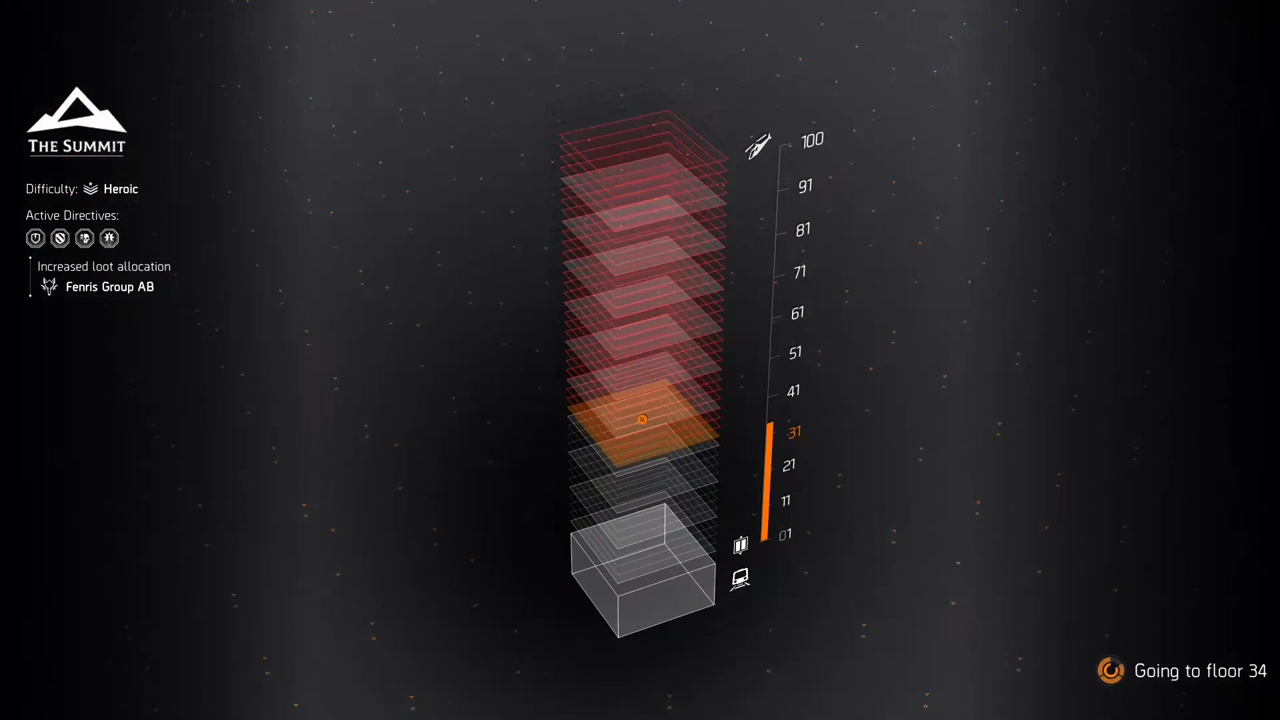 THE SUMMIT
Difficulty: Heroic
Active Directives:
Increased loot allocation
Fenris Group AB
100
91
81
71
61
51
41
31
21
11
01
Going to floor 34